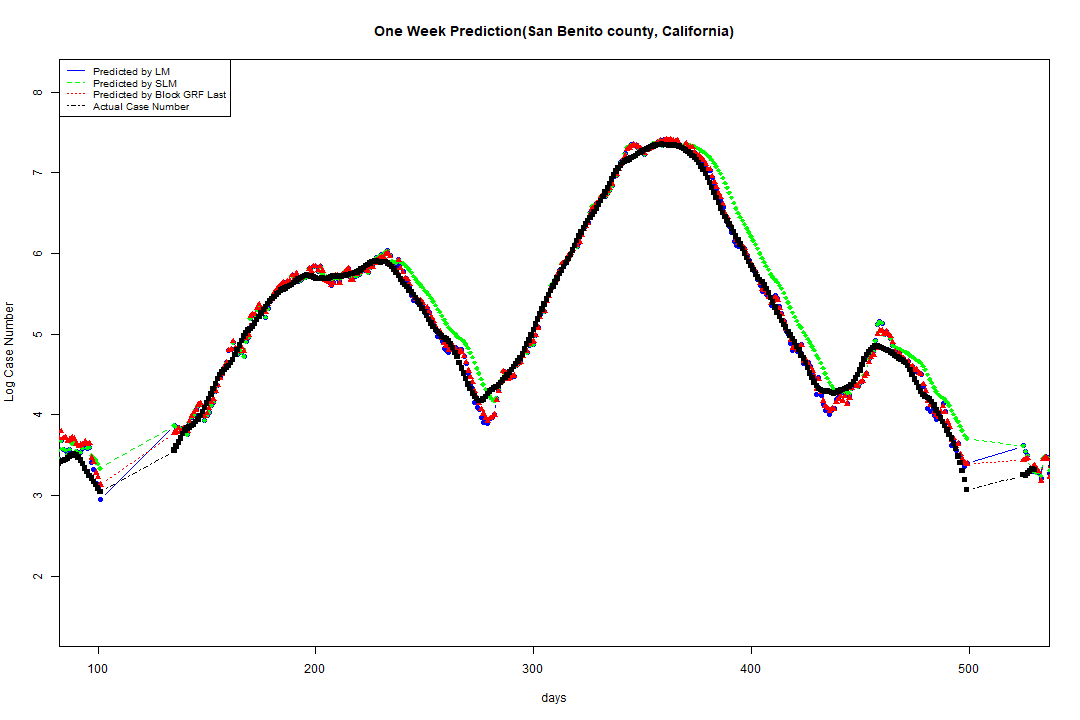 One Week Prediction(San Benito county, California)
Predicted by LM
Predicted by SLM
Predicted by Block GRF Last
Actual Case Number
8
7
6
5
4
3
2
Log Case Number
100 200 300 400 500
days